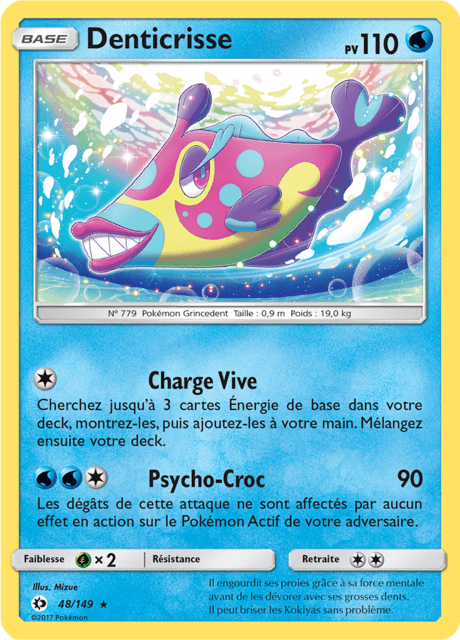 BASE Denticrisse PV 110
N° 779 Pokémon Grincedent Taille : 0,9 m Poids : 19,0 kg
Charge Vive
Cherchez jusqu'à 3 cartes Énergie de base dans votre
deck, montrez-les, puis ajoutez-les à votre main. Mélangez
ensuite votre deck.
Psycho-Croc 90
Les dégâts de cette attaque ne sont affectés par aucun
effet en action sur le Pokémon Actif de votre adversaire.
Faiblesse ×2 Résistance Retraite
Illus. Mizue
48/149 ★
©2017 Pokémon
Il engourdit ses proies grâce à sa force mentale
avant de les dévorer avec ses grosses dents.
Il peut briser les Kokiyas sans problème.